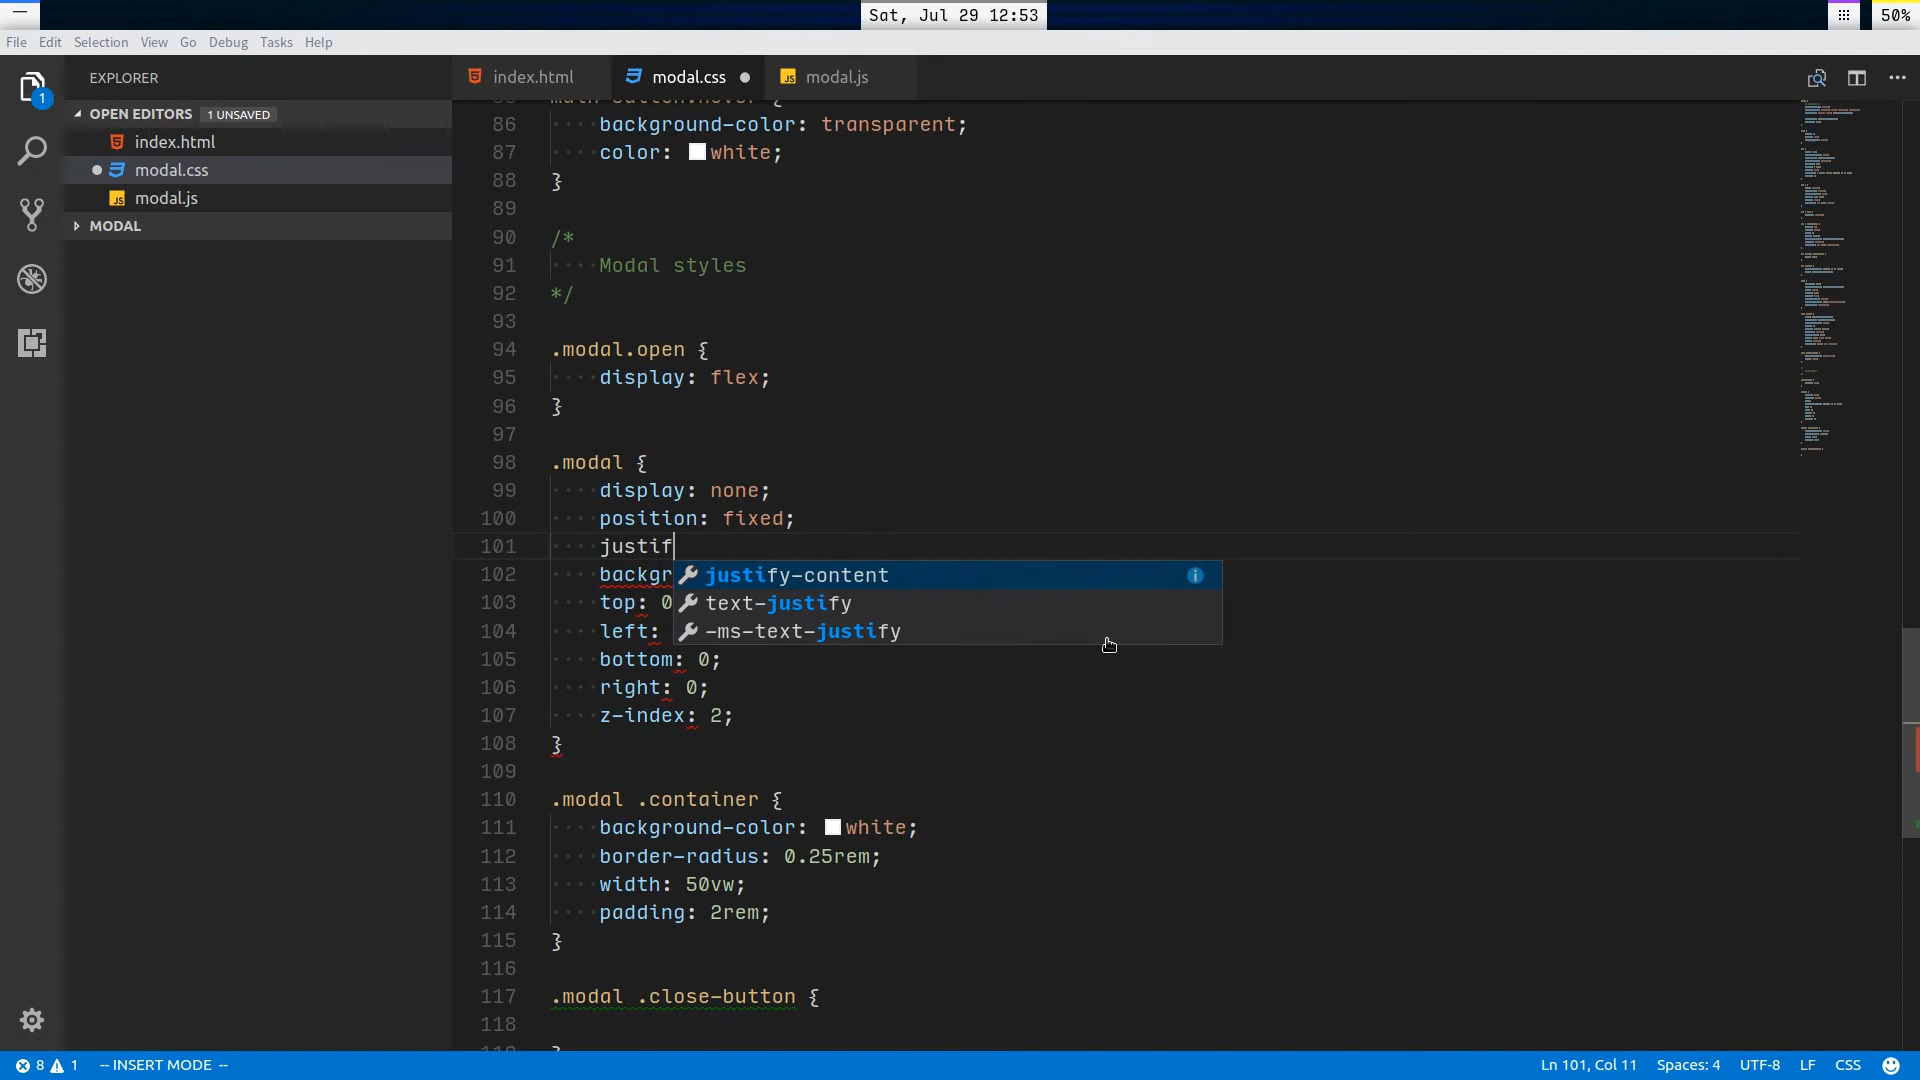 Sat, Jul 29 12:53
50%
File Edit Selection View Go Debug Tasks Help
EXPLORER
OPEN EDITORS 1 UNSAVED
index.html
modal.css
modal.js
MODAL
1
index.html modal.css modal.js
86 background-color: transparent;
87 color: white;
88 }
89
90 /*
91 Modal styles
92 */
93
94 .modal.open {
95 display: flex;
96 }
97
98 .modal {
99 display: none;
100 position: fixed;
101 justif
102 backgr
justify-content
103 top: 0
text-justify
104 left:
-ms-text-justify
105 bottom: 0;
106 right: 0;
107 z-index: 2;
108 }
109
110 .modal .container {
111 background-color: white;
112 border-radius: 0.25rem;
113 width: 50vw;
114 padding: 2rem;
115 }
116
117 .modal .close-button {
118
8 1 -- INSERT MODE --
Ln 101, Col 11 Spaces: 4 UTF-8 LF CSS